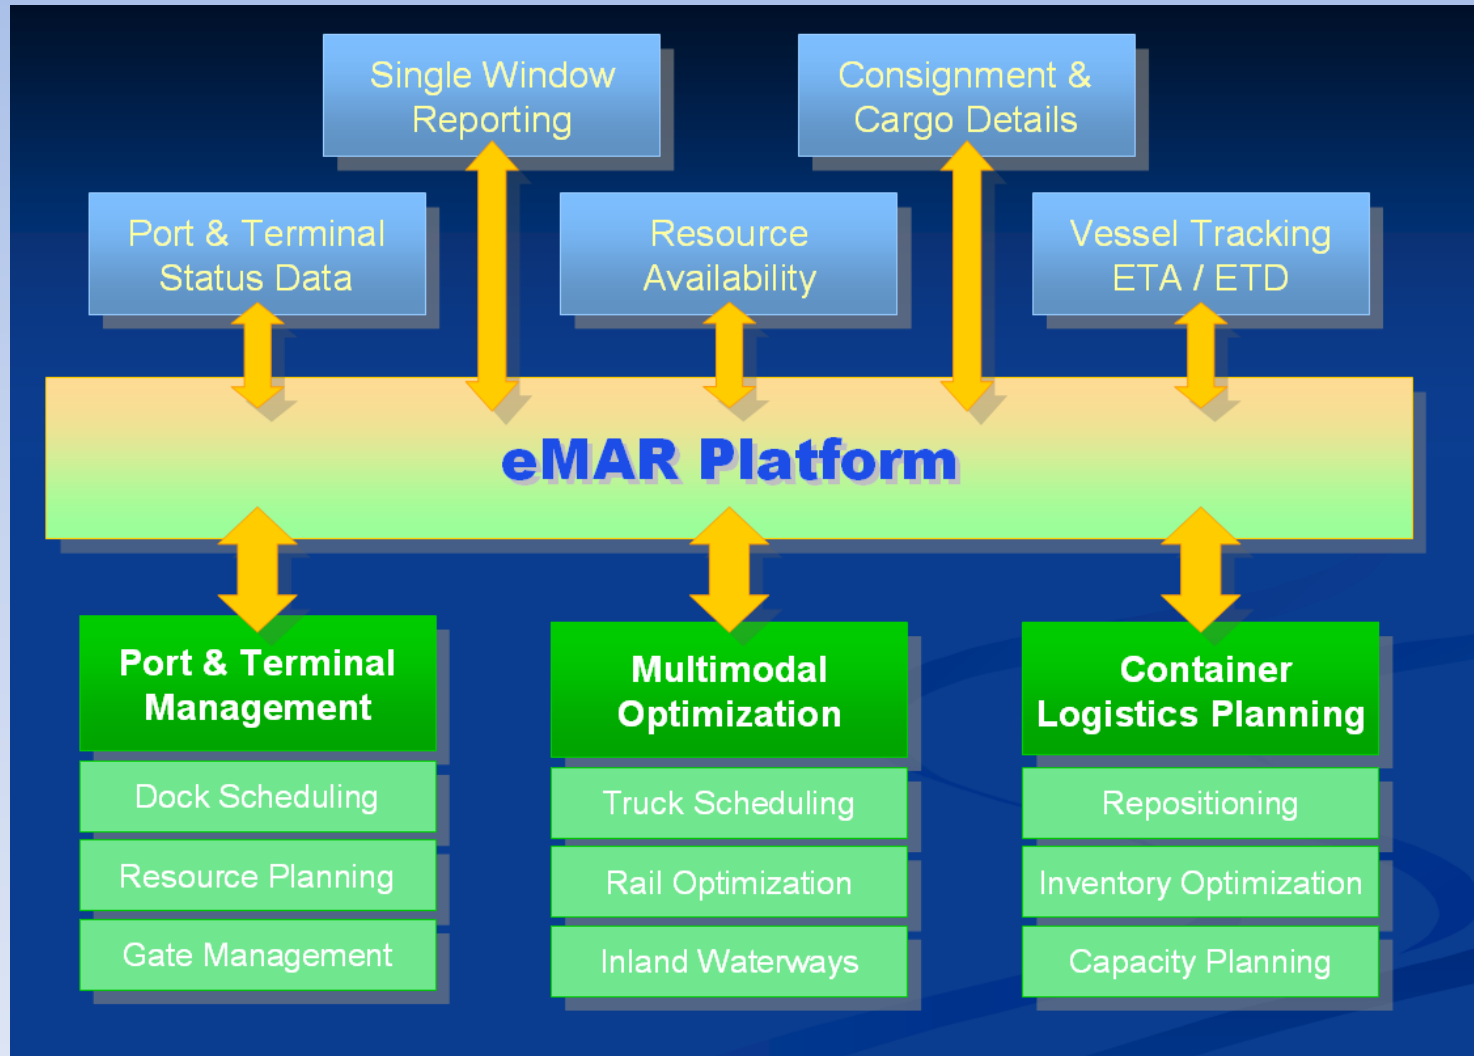 Single Window
Reporting
Consignment &
Cargo Details
Port & Terminal
Status Data
Resource
Availability
Vessel Tracking
ETA / ETD
eMAR Platform
Port & Terminal
Management
Dock Scheduling
Resource Planning
Gate Management
Multimodal
Optimization
Truck Scheduling
Rail Optimization
Inland Waterways
Container
Logistics Planning
Repositioning
Inventory Optimization
Capacity Planning